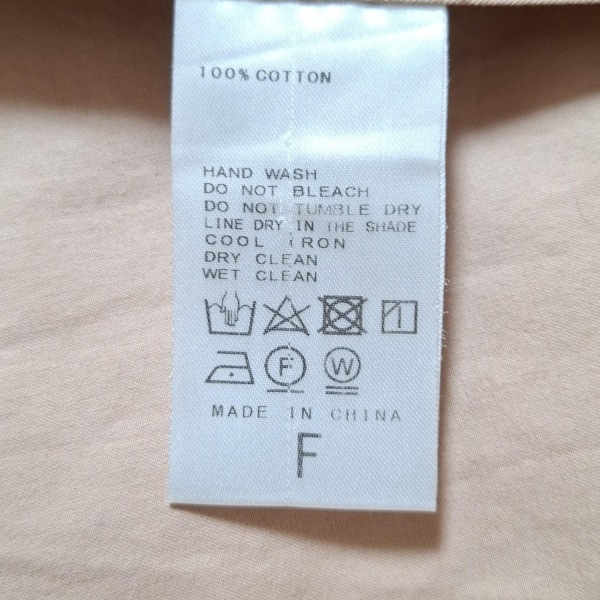 100% COTTON
HAND WASH
DO NOT BLEACH
DO NOT TUMBLE DRY
LINE DRY IN THE SHADE
COOL IRON
DRY CLEAN
WET CLEAN
F W
MADE IN CHINA
F